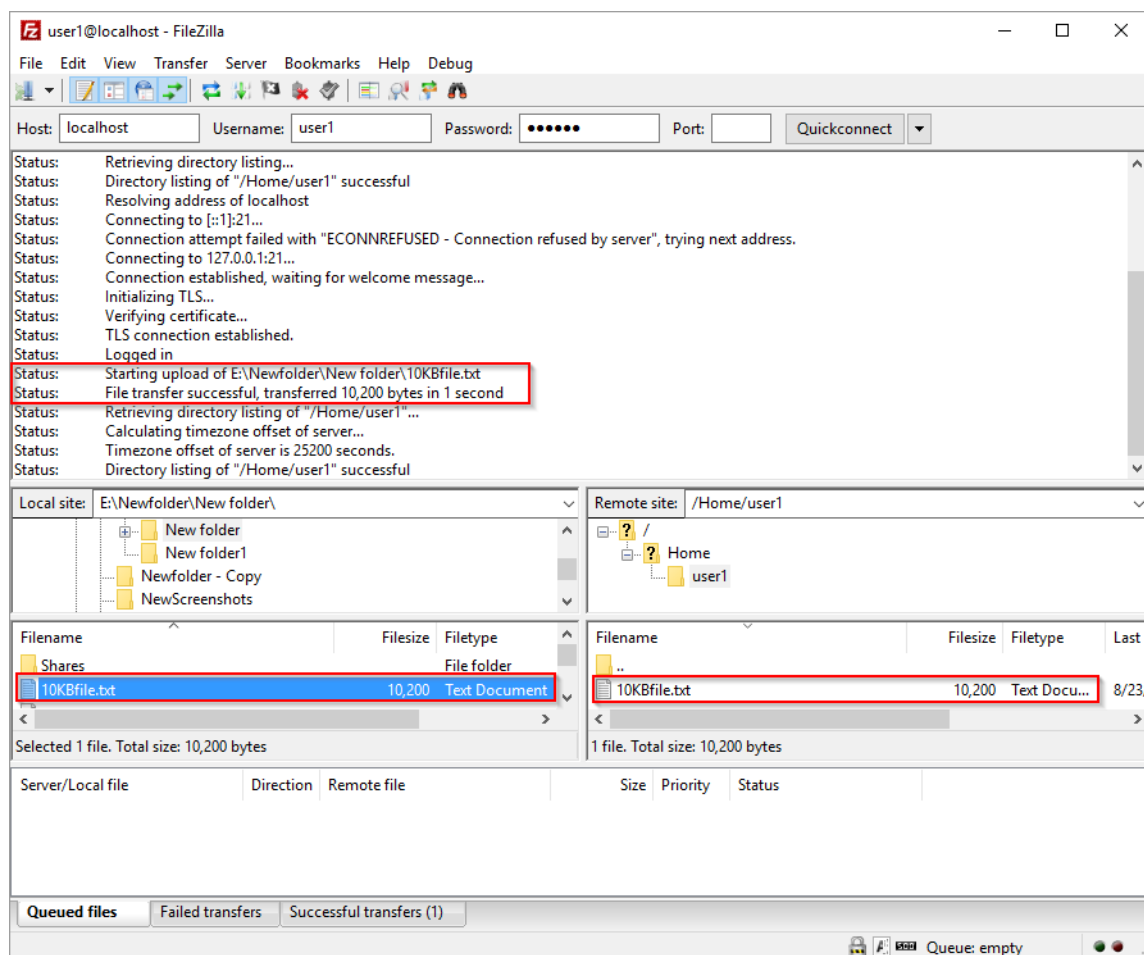 user1@localhost - FileZilla
File Edit View Transfer Server Bookmarks Help Debug
Host: localhost Username: user1 Password: ●●●●●● Port: Quickconnect
Status: Retrieving directory listing...
Status: Directory listing of "/Home/user1" successful
Status: Resolving address of localhost
Status: Connecting to [::1]:21...
Status: Connection attempt failed with "ECONNREFUSED - Connection refused by server", trying next address.
Status: Connecting to 127.0.0.1:21...
Status: Connection established, waiting for welcome message...
Status: Initializing TLS...
Status: Verifying certificate...
Status: TLS connection established.
Status: Logged in
Status: Starting upload of E:\Newfolder\New folder\10KBfile.txt
Status: File transfer successful, transferred 10,200 bytes in 1 second
Status: Retrieving directory listing of "/Home/user1"...
Status: Calculating timezone offset of server...
Status: Timezone offset of server is 25200 seconds.
Status: Directory listing of "/Home/user1" successful
Local site: E:\Newfolder\New folder\
New folder
New folder1
Newfolder - Copy
NewScreenshots
Filename Filesize Filetype
Shares File folder
10KBfile.txt 10,200 Text Document
Selected 1 file. Total size: 10,200 bytes
Remote site: /Home/user1
/
Home
user1
Filename Filesize Filetype Last
..
10KBfile.txt 10,200 Text Docu... 8/23,
1 file. Total size: 10,200 bytes
Server/Local file Direction Remote file Size Priority Status
Queued files Failed transfers Successful transfers (1)
Queue: empty